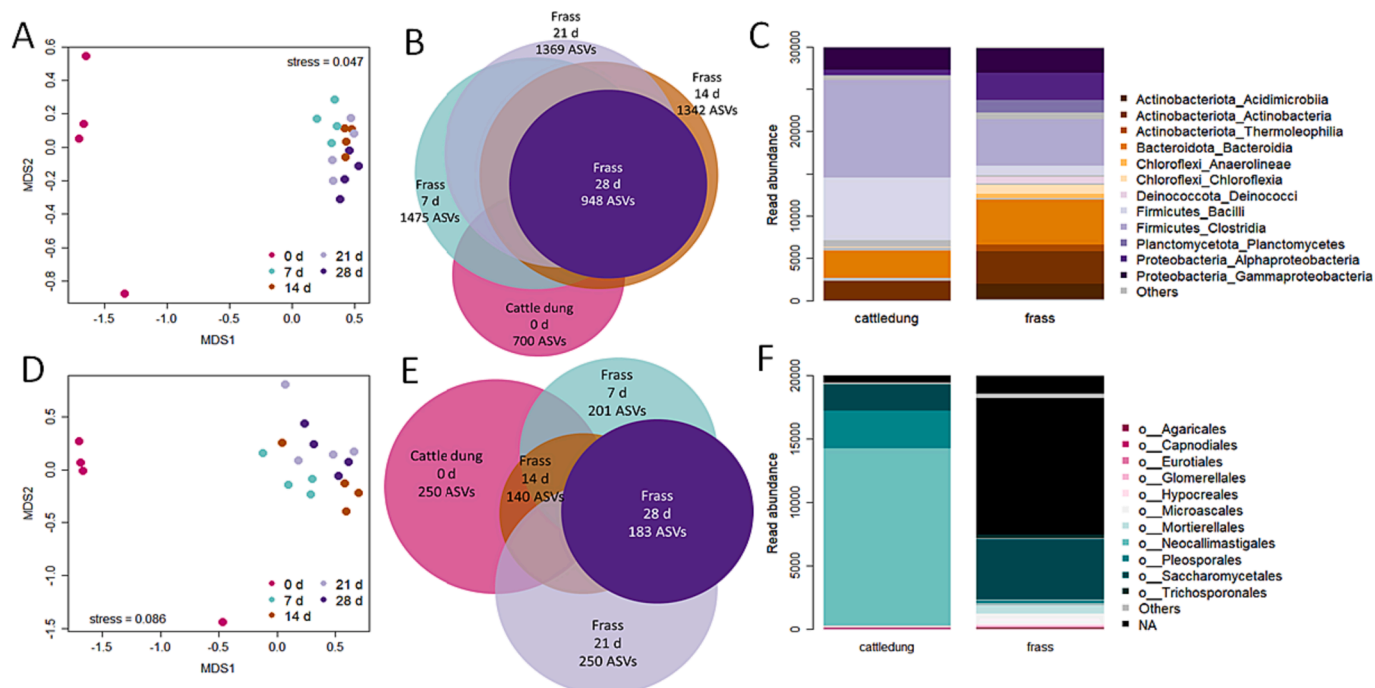 A
stress = 0.047
MDS2
0.6
0.4
0.2
0.0
-0.2
-0.4
-0.6
-0.8
0 d
7 d
14 d
21 d
28 d
-1.5
-1.0
-0.5
0.0
0.5
MDS1
B
Frass
21 d
1369 ASVs
Frass
14 d
1342 ASVs
Frass
7 d
1475 ASVs
Frass
28 d
948 ASVs
Cattle dung
0 d
700 ASVs
C
Read abundance
30000
20000
10000
5000
0
cattledung
frass
Actinobacteriota_Acidimicrobiia
Actinobacteriota_Actinobacteria
Actinobacteriota_Thermoleophilia
Bacteroidota_Bacteroidia
Chloroflexi_Anaerolineae
Chloroflexi_Chloroflexia
Deinococcota_Deinococci
Firmicutes_Bacilli
Firmicutes_Clostridia
Planctomycetota_Planctomycetes
Proteobacteria_Alphaproteobacteria
Proteobacteria_Gammaproteobacteria
Others
D
MDS2
0.5
0.0
-0.5
-1.0
-1.5
stress = 0.086
0 d
7 d
14 d
21 d
28 d
-1.5
-1.0
-0.5
0.0
0.5
MDS1
E
Frass
7 d
201 ASVs
Cattle dung
0 d
250 ASVs
Frass
14 d
140 ASVs
Frass
28 d
183 ASVs
Frass
21 d
250 ASVs
F
Read abundance
20000
15000
10000
5000
0
cattledung
frass
o__Agaricales
o__Capnodiales
o__Eurotiales
o__Glomerellales
o__Hypocreales
o__Microascales
o__Mortierellales
o__Neocallimastigales
o__Pleosporales
o__Saccharomycetales
o__Trichosporonales
Others
NA